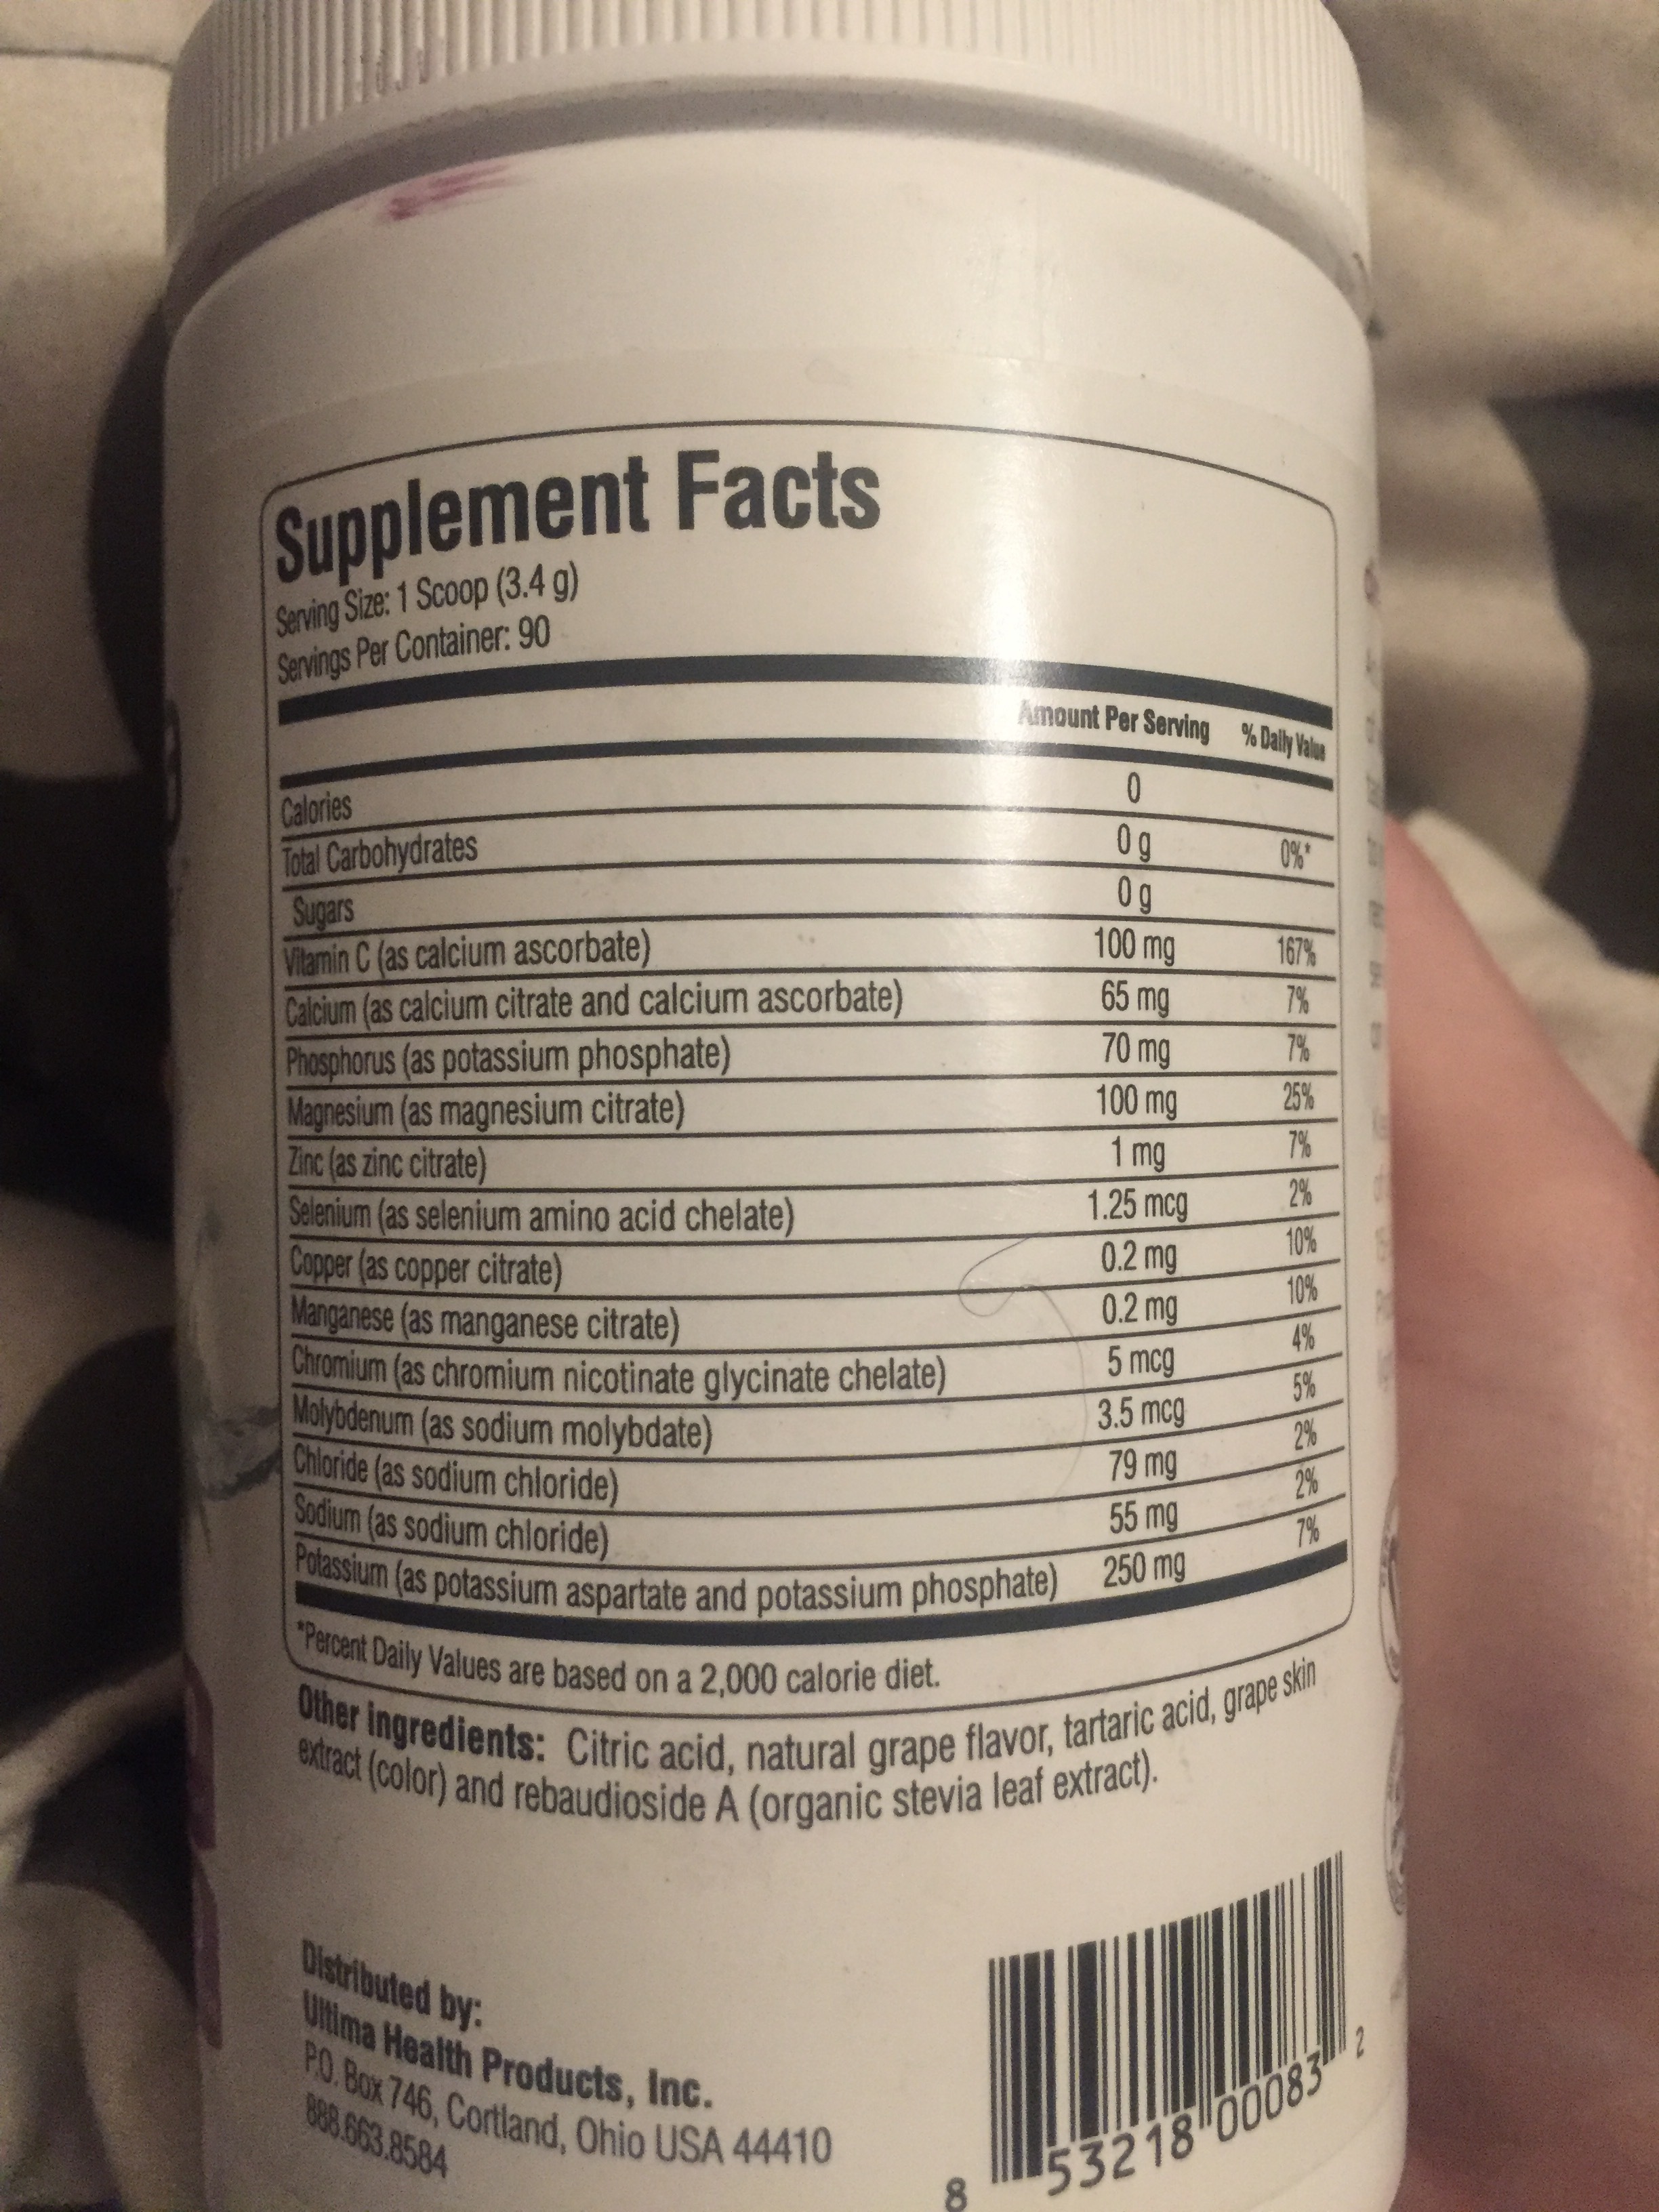 Supplement Facts
Serving Size: 1 Scoop (3.4 g)
Servings Per Container: 90
Amount Per Serving % Daily Value
Calories 0
Total Carbohydrates 0 g 0%*
Sugars 0 g
Vitamin C (as calcium ascorbate) 100 mg 167%
Calcium (as calcium citrate and calcium ascorbate) 65 mg 7%
Phosphorus (as potassium phosphate) 70 mg 7%
Magnesium (as magnesium citrate) 100 mg 25%
Zinc (as zinc citrate) 1 mg 7%
Selenium (as selenium amino acid chelate) 1.25 mcg 2%
Copper (as copper citrate) 0.2 mg 10%
Manganese (as manganese citrate) 0.2 mg 10%
Chromium (as chromium nicotinate glycinate chelate) 5 mcg 4%
Molybdenum (as sodium molybdate) 3.5 mcg 5%
Chloride (as sodium chloride) 79 mg 2%
Sodium (as sodium chloride) 55 mg 2%
Potassium (as potassium aspartate and potassium phosphate) 250 mg 7%
*Percent Daily Values are based on a 2,000 calorie diet.
Other ingredients: Citric acid, natural grape flavor, tartaric acid, grape skin
extract (color) and rebaudioside A (organic stevia leaf extract).
Distributed by:
Ultima Health Products, Inc.
P.O. Box 746, Cortland, Ohio USA 44410
888.663.8584
8 53218 00083 2